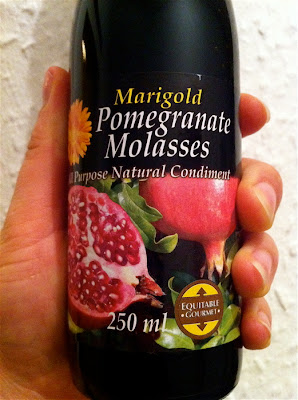 Marigold
Pomegranate
Molasses
Purpose Natural Condiment
250 ml
EQUITABLE
GOURMET